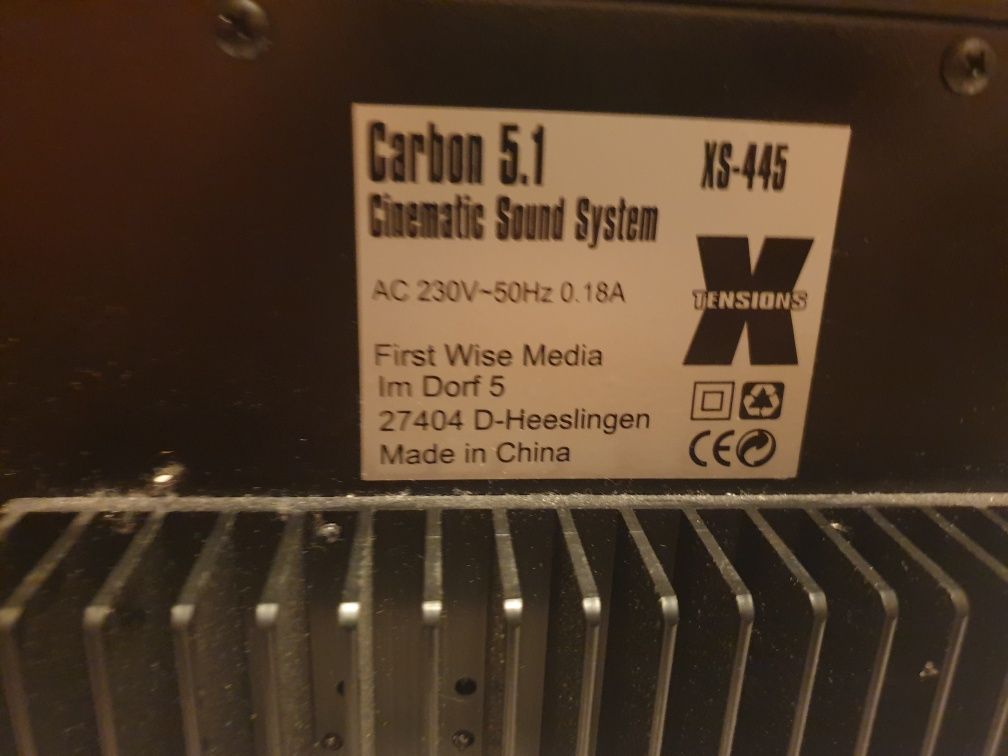 Carbon 5.1
XS-445
Cinematic Sound System
X
TENSIONS
AC 230V~50Hz 0.18A
First Wise Media
Im Dorf 5
27404 D-Heeslingen
Made in China
CE